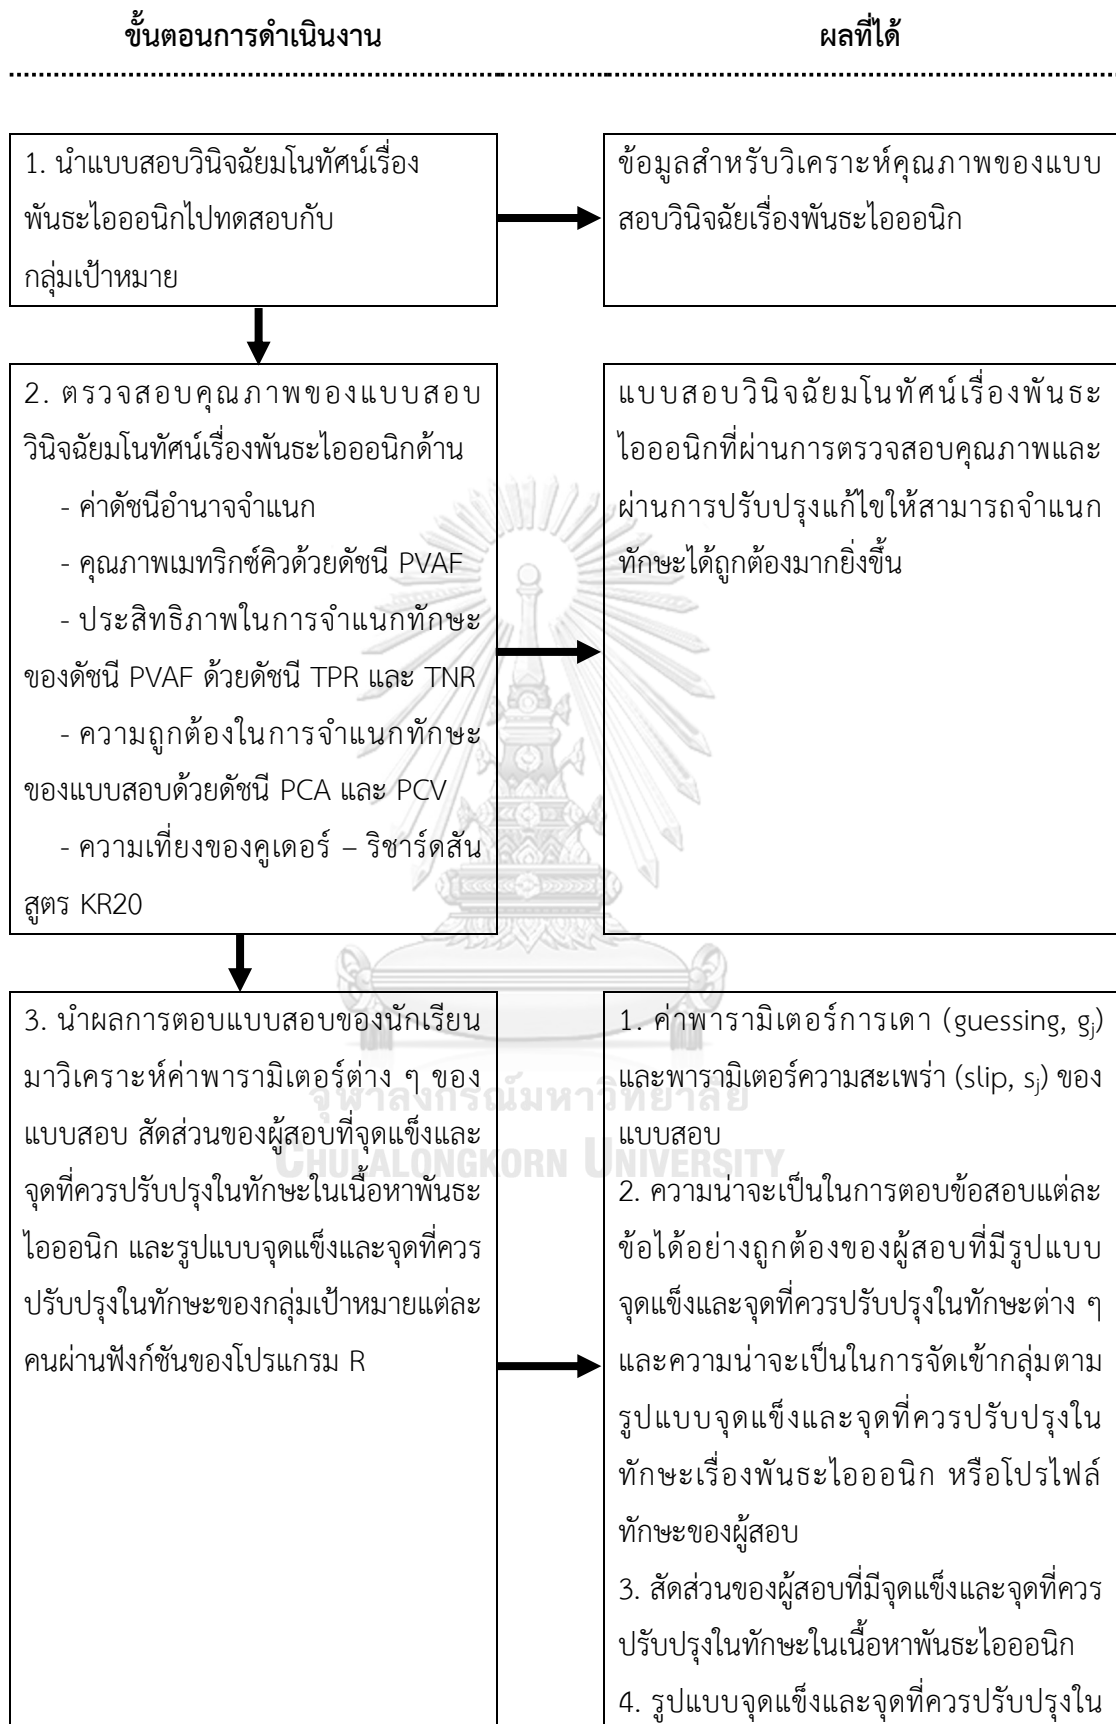 ขั้นตอนการดำเนินงาน
ผลที่ได้
1. นำแบบสอบวินิจฉัยมโนทัศน์เรื่อง
พันธะไอออนิกไปทดสอบกับ
กลุ่มเป้าหมาย
ข้อมูลสำหรับวิเคราะห์คุณภาพของแบบ
สอบวินิจฉัยเรื่องพันธะไอออนิก
2. ตรวจสอบคุณภาพของแบบสอบ
วินิจฉัยมโนทัศน์เรื่องพันธะไอออนิกด้าน
- ค่าดัชนีอำนาจจำแนก
- คุณภาพเมทริกซ์คิวด้วยดัชนี PVAF
- ประสิทธิภาพในการจำแนกทักษะ
ของดัชนี PVAF ด้วยดัชนี TPR และ TNR
- ความถูกต้องในการจำแนกทักษะ
ของแบบสอบด้วยดัชนี PCA และ PCV
- ความเที่ยงของคูเดอร์ – ริชาร์ดสัน
สูตร KR20
แบบสอบวินิจฉัยมโนทัศน์เรื่องพันธะ
ไอออนิกที่ผ่านการตรวจสอบคุณภาพและ
ผ่านการปรับปรุงแก้ไขให้สามารถจำแนก
ทักษะได้ถูกต้องมากยิ่งขึ้น
3. นำผลการตอบแบบสอบของนักเรียน
มาวิเคราะห์ค่าพารามิเตอร์ต่าง ๆ ของ
แบบสอบ สัดส่วนของผู้สอบที่จุดแข็งและ
จุดที่ควรปรับปรุงในทักษะในเนื้อหาพันธะ
ไอออนิก และรูปแบบจุดแข็งและจุดที่ควร
ปรับปรุงในทักษะของกลุ่มเป้าหมายแต่ละ
คนผ่านฟังก์ชันของโปรแกรม R
1. ค่าพารามิเตอร์การเดา (guessing, gj)
และพารามิเตอร์ความสะเพร่า (slip, sj) ของ
แบบสอบ
2. ความน่าจะเป็นในการตอบข้อสอบแต่ละ
ข้อได้อย่างถูกต้องของผู้สอบที่มีรูปแบบ
จุดแข็งและจุดที่ควรปรับปรุงในทักษะต่าง ๆ
และความน่าจะเป็นในการจัดเข้ากลุ่มตาม
รูปแบบจุดแข็งและจุดที่ควรปรับปรุงใน
ทักษะเรื่องพันธะไอออนิก หรือโปรไฟล์
ทักษะของผู้สอบ
3. สัดส่วนของผู้สอบที่มีจุดแข็งและจุดที่ควร
ปรับปรุงในทักษะในเนื้อหาพันธะไอออนิก
4. รูปแบบจุดแข็งและจุดที่ควรปรับปรุงใน
จุฬาลงกรณ์มหาวิทยาลัย
CHULALONGKORN UNIVERSITY